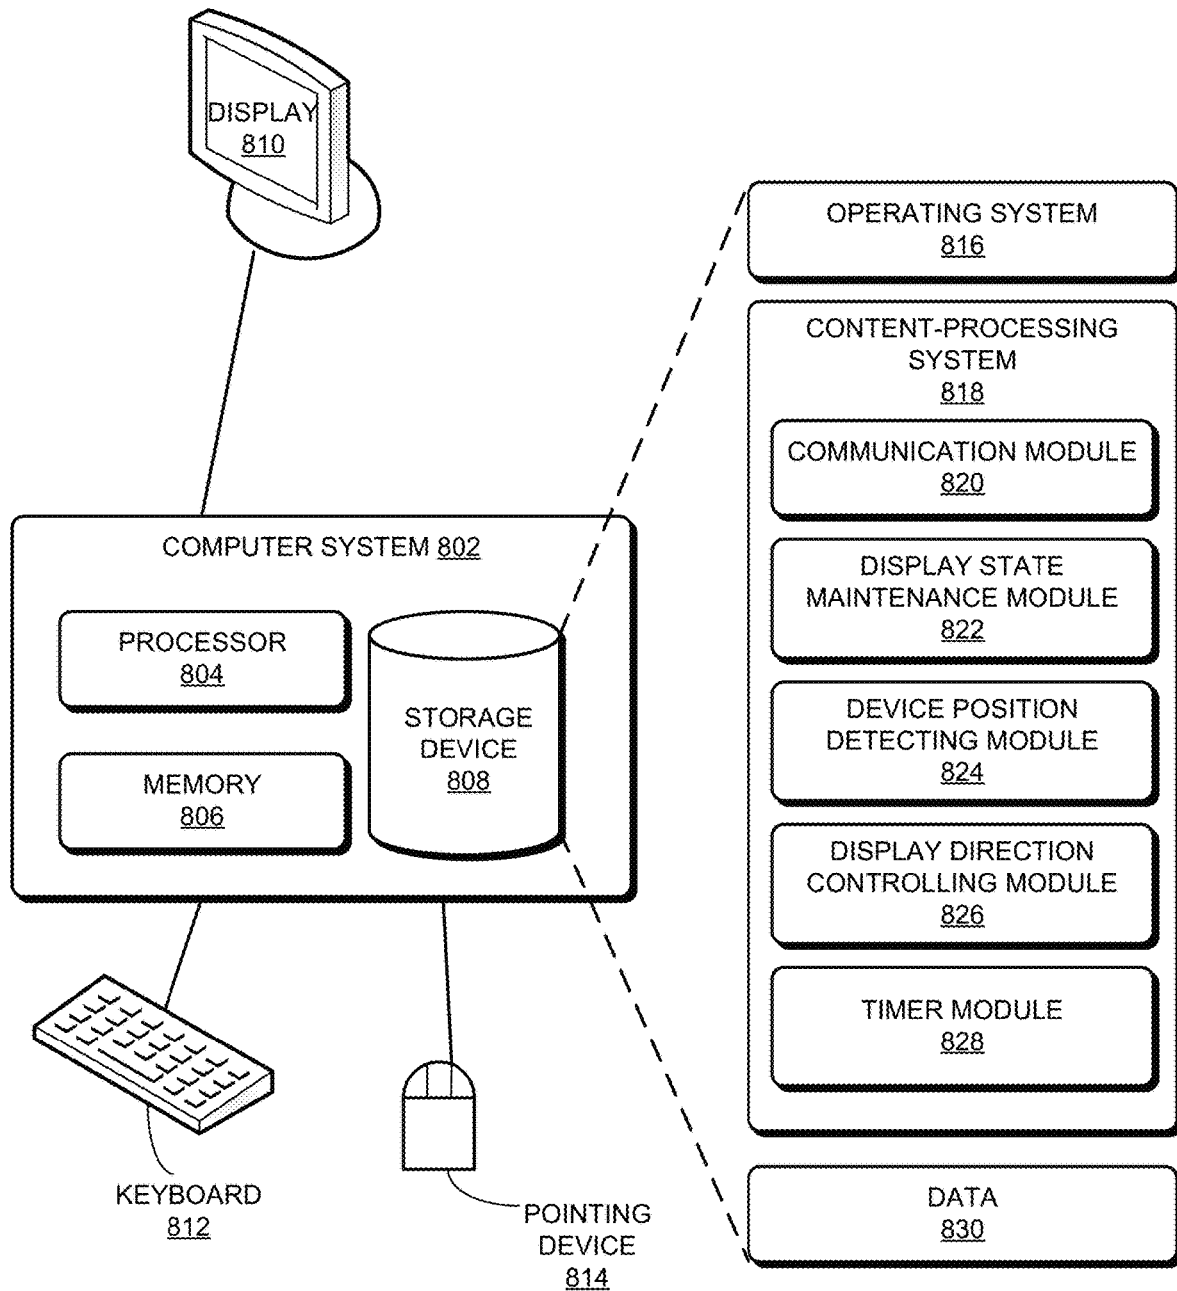 DISPLAY
810
OPERATING SYSTEM
816
CONTENT-PROCESSING
SYSTEM
818
COMMUNICATION MODULE
820
DISPLAY STATE
MAINTENANCE MODULE
822
DEVICE POSITION
DETECTING MODULE
824
DISPLAY DIRECTION
CONTROLLING MODULE
826
TIMER MODULE
828
DATA
830
COMPUTER SYSTEM 802
PROCESSOR
804
MEMORY
806
STORAGE
DEVICE
808
KEYBOARD
812
POINTING
DEVICE
814